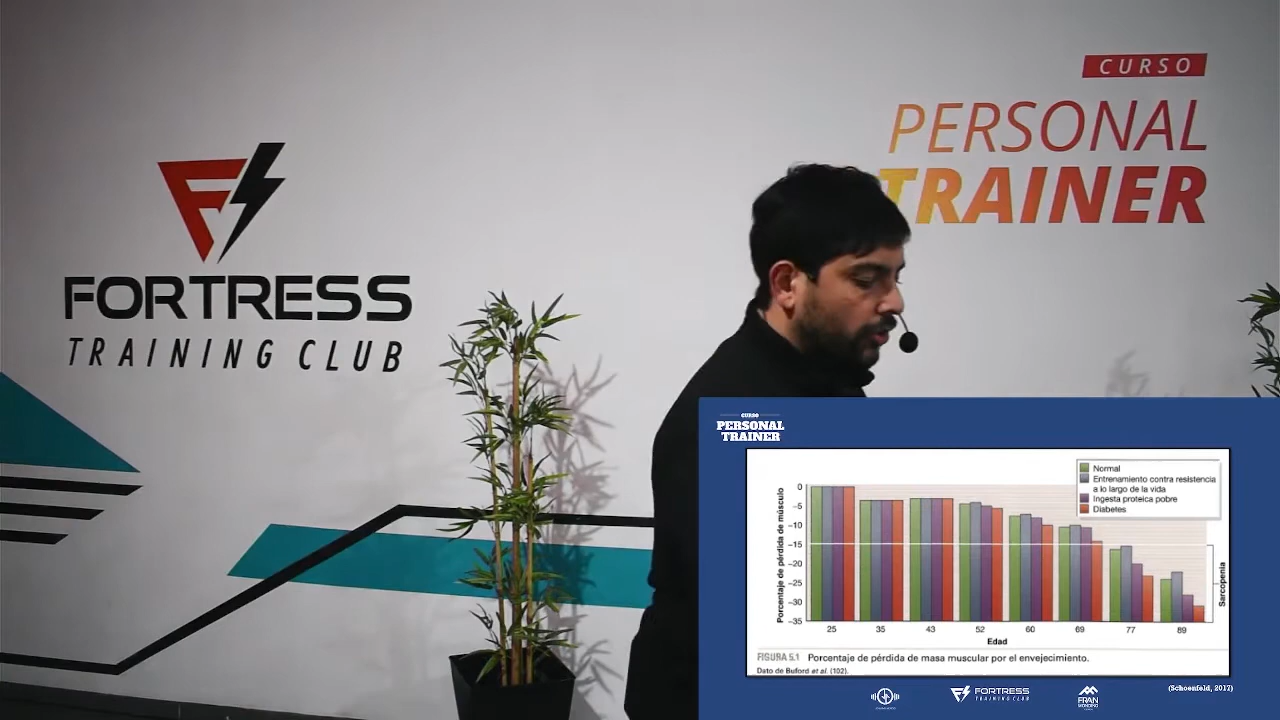 CURSO
PERSONAL
TRAINER
FORTRESS
TRAINING CLUB
CURSO
PERSONAL
TRAINER
Normal
Entrenamiento contra resistencia
a lo largo de la vida
Ingesta proteica pobre
Diabetes
Porcentaje de pérdida de músculo
0
-5
-10
-15
-20
-25
-30
-35
Sarcopenia
25 35 43 52 60 69 77 89
Edad
FIGURA 5.1 Porcentaje de pérdida de masa muscular por el envejecimiento.
Dato de Buford et al. (102).
FORTRESS
TRAINING CLUB
FRAN
(Schoenfeld, 2017)